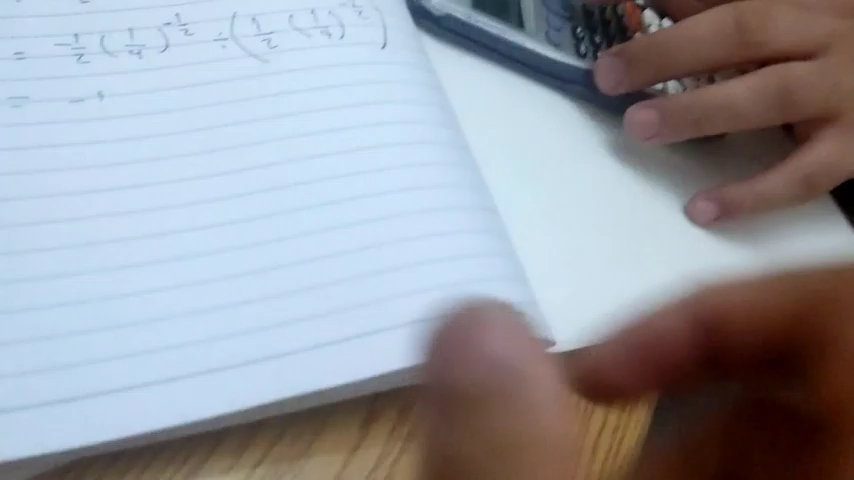 = -1/2 (1/4)^-1/2 ÷ (1/2 (1/4)^-1/2)
= -1